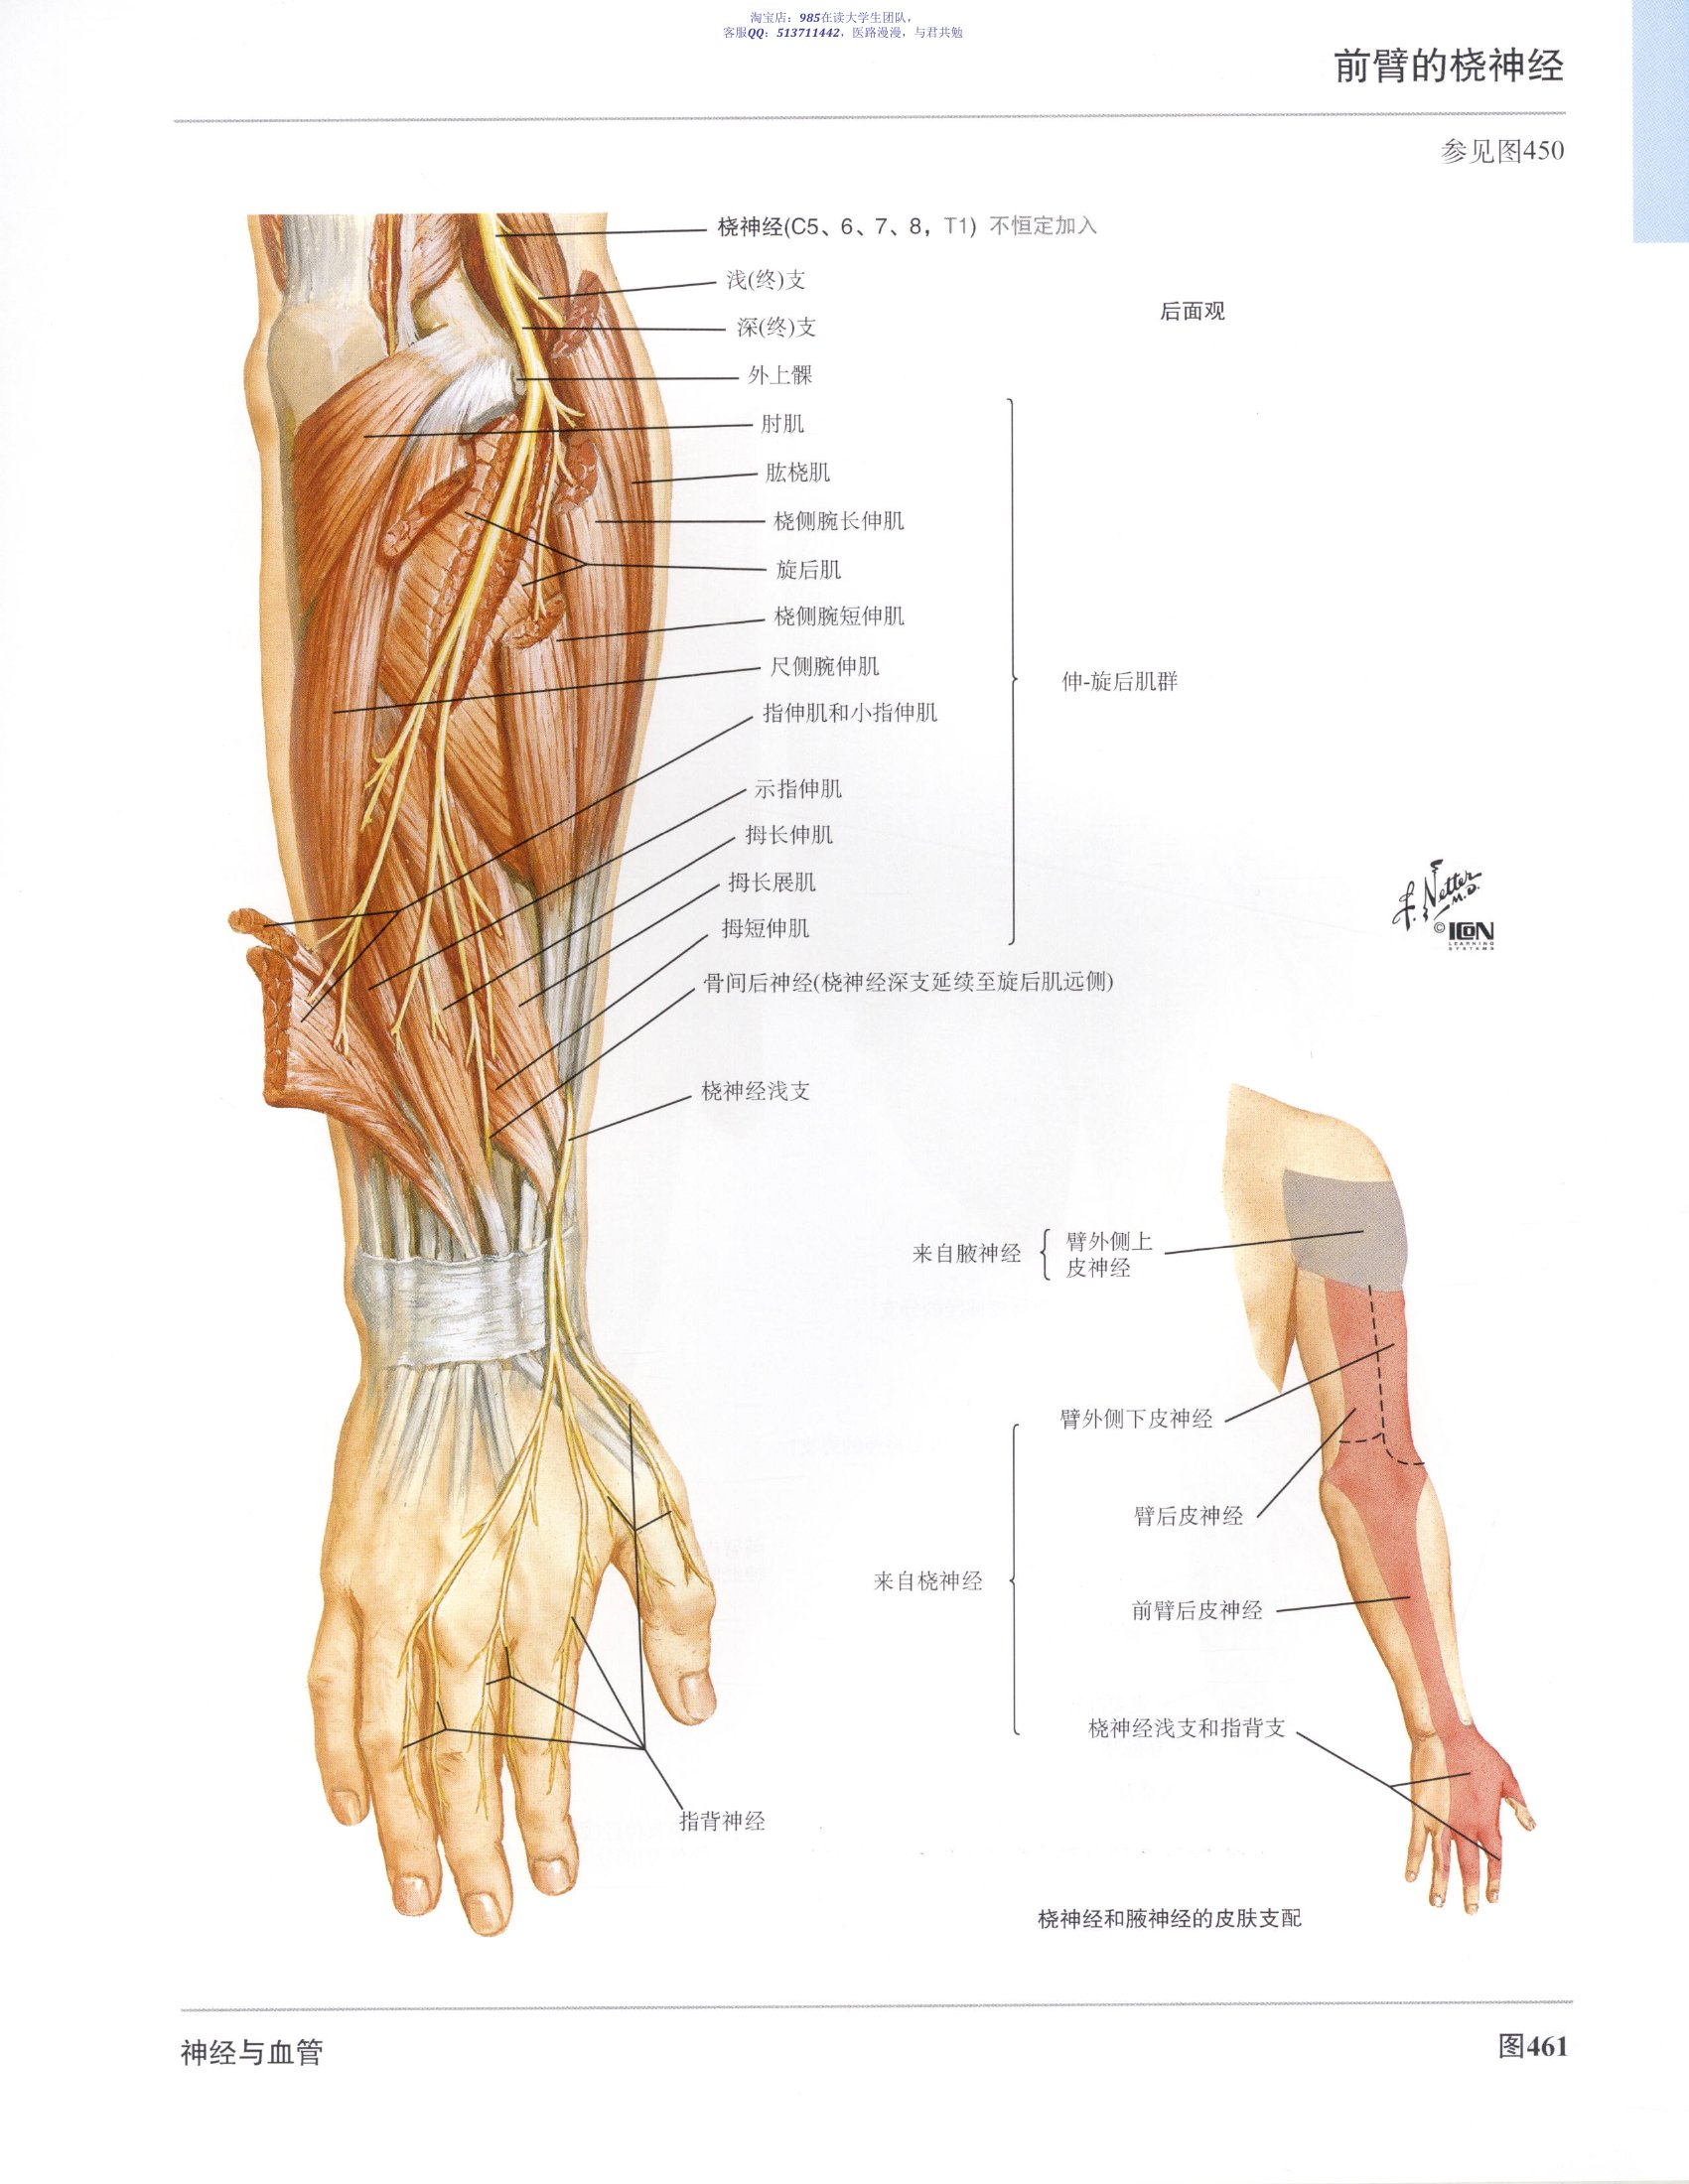 淘宝店：985在读大学生团队，
客服QQ：513711442，医路漫漫，与君共勉
前臂的桡神经
参见图450
桡神经(C5、6、7、8，T1) 不恒定加入
浅(终)支
后面观
深(终)支
外上髁
肘肌
肱桡肌
桡侧腕长伸肌
旋后肌
桡侧腕短伸肌
尺侧腕伸肌
伸-旋后肌群
指伸肌和小指伸肌
示指伸肌
拇长伸肌
拇长展肌
拇短伸肌
F. Netter
M.D.
© ICON
LEARNING
SYSTEMS
骨间后神经(桡神经深支延续至旋后肌远侧)
桡神经浅支
来自腋神经
臂外侧上
皮神经
臂外侧下皮神经
臂后皮神经
来自桡神经
前臂后皮神经
桡神经浅支和指背支
指背神经
桡神经和腋神经的皮肤支配
神经与血管
图461